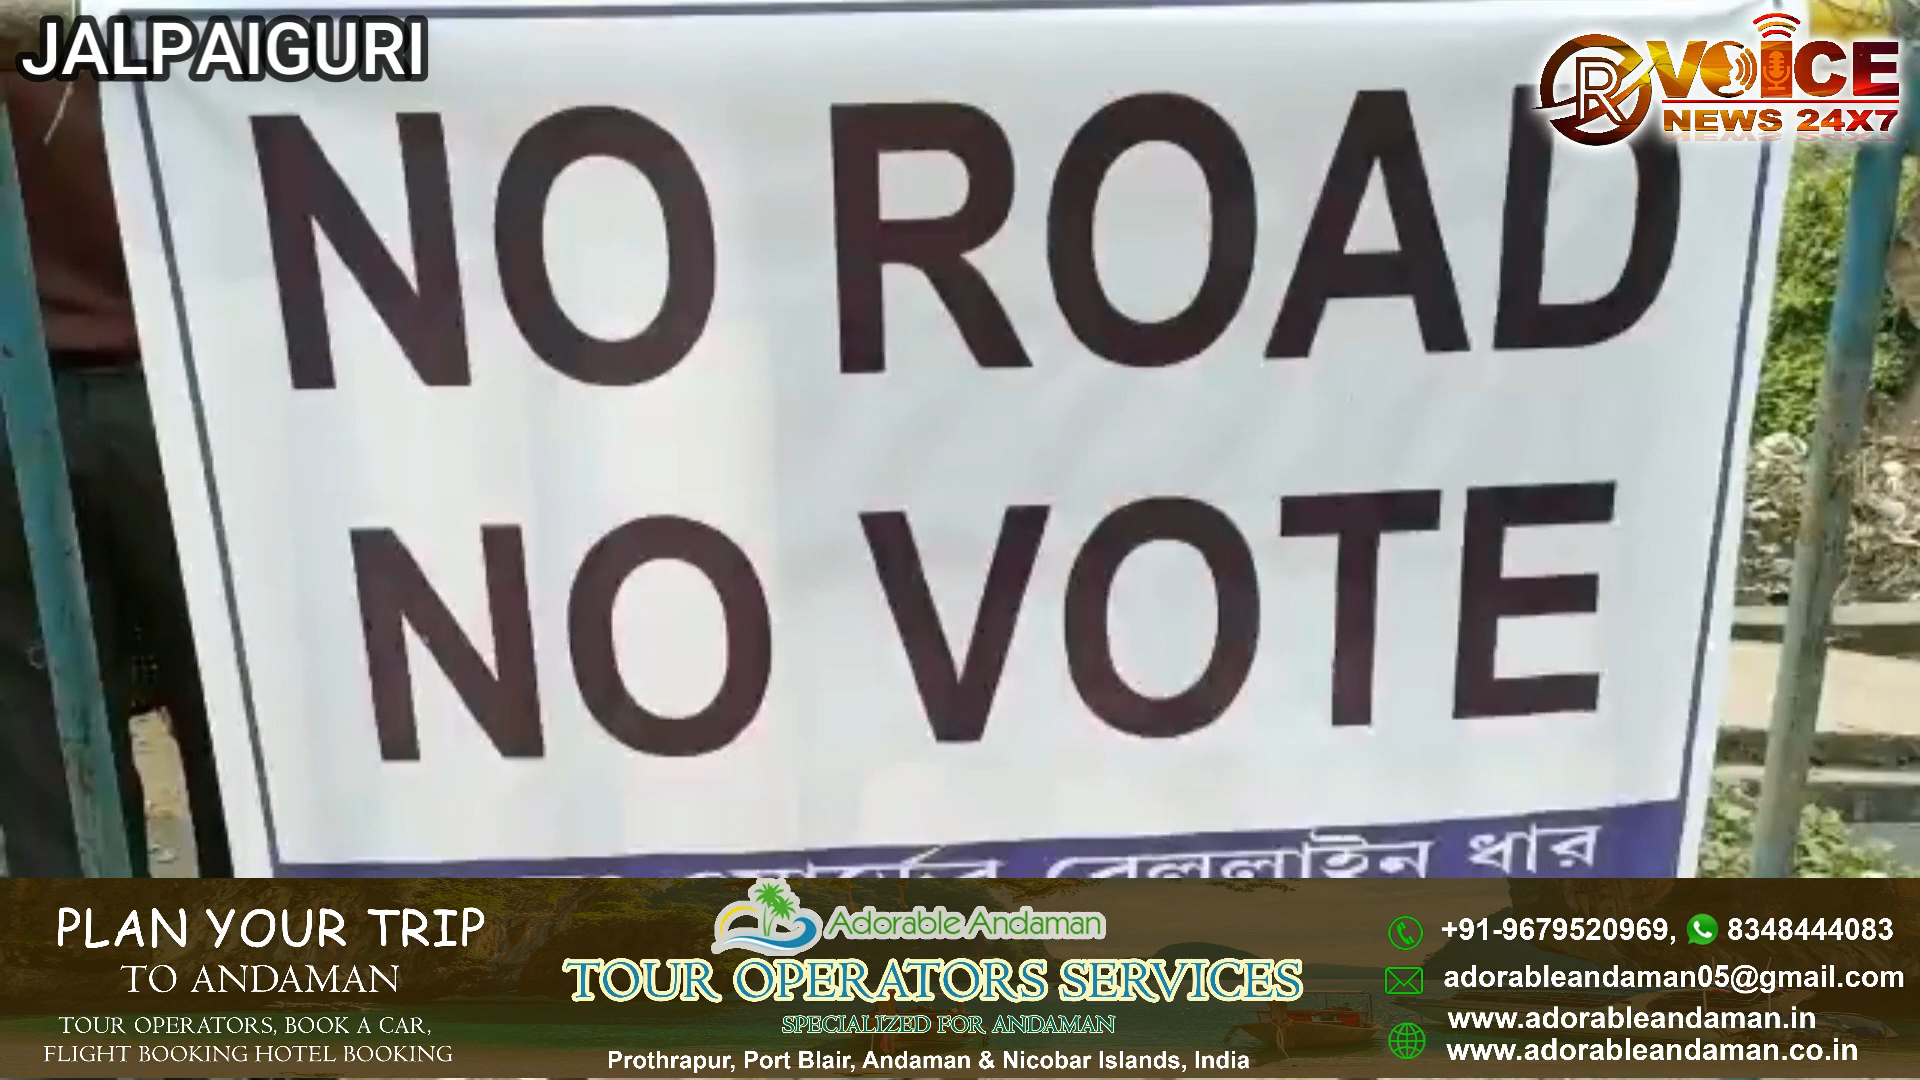 JALPAIGURI
R VOICE
NEWS 24X7
NO ROAD
NO VOTE
রেললাইন ধার
PLAN YOUR TRIP
TO ANDAMAN
TOUR OPERATORS, BOOK A CAR,
FLIGHT BOOKING HOTEL BOOKING
Adorable Andaman
TOUR OPERATORS SERVICES
SPECIALIZED FOR ANDAMAN
Prothrapur, Port Blair, Andaman & Nicobar Islands, India
+91-9679520969, 8348444083
adorableandaman05@gmail.com
www.adorableandaman.in
www.adorableandaman.co.in